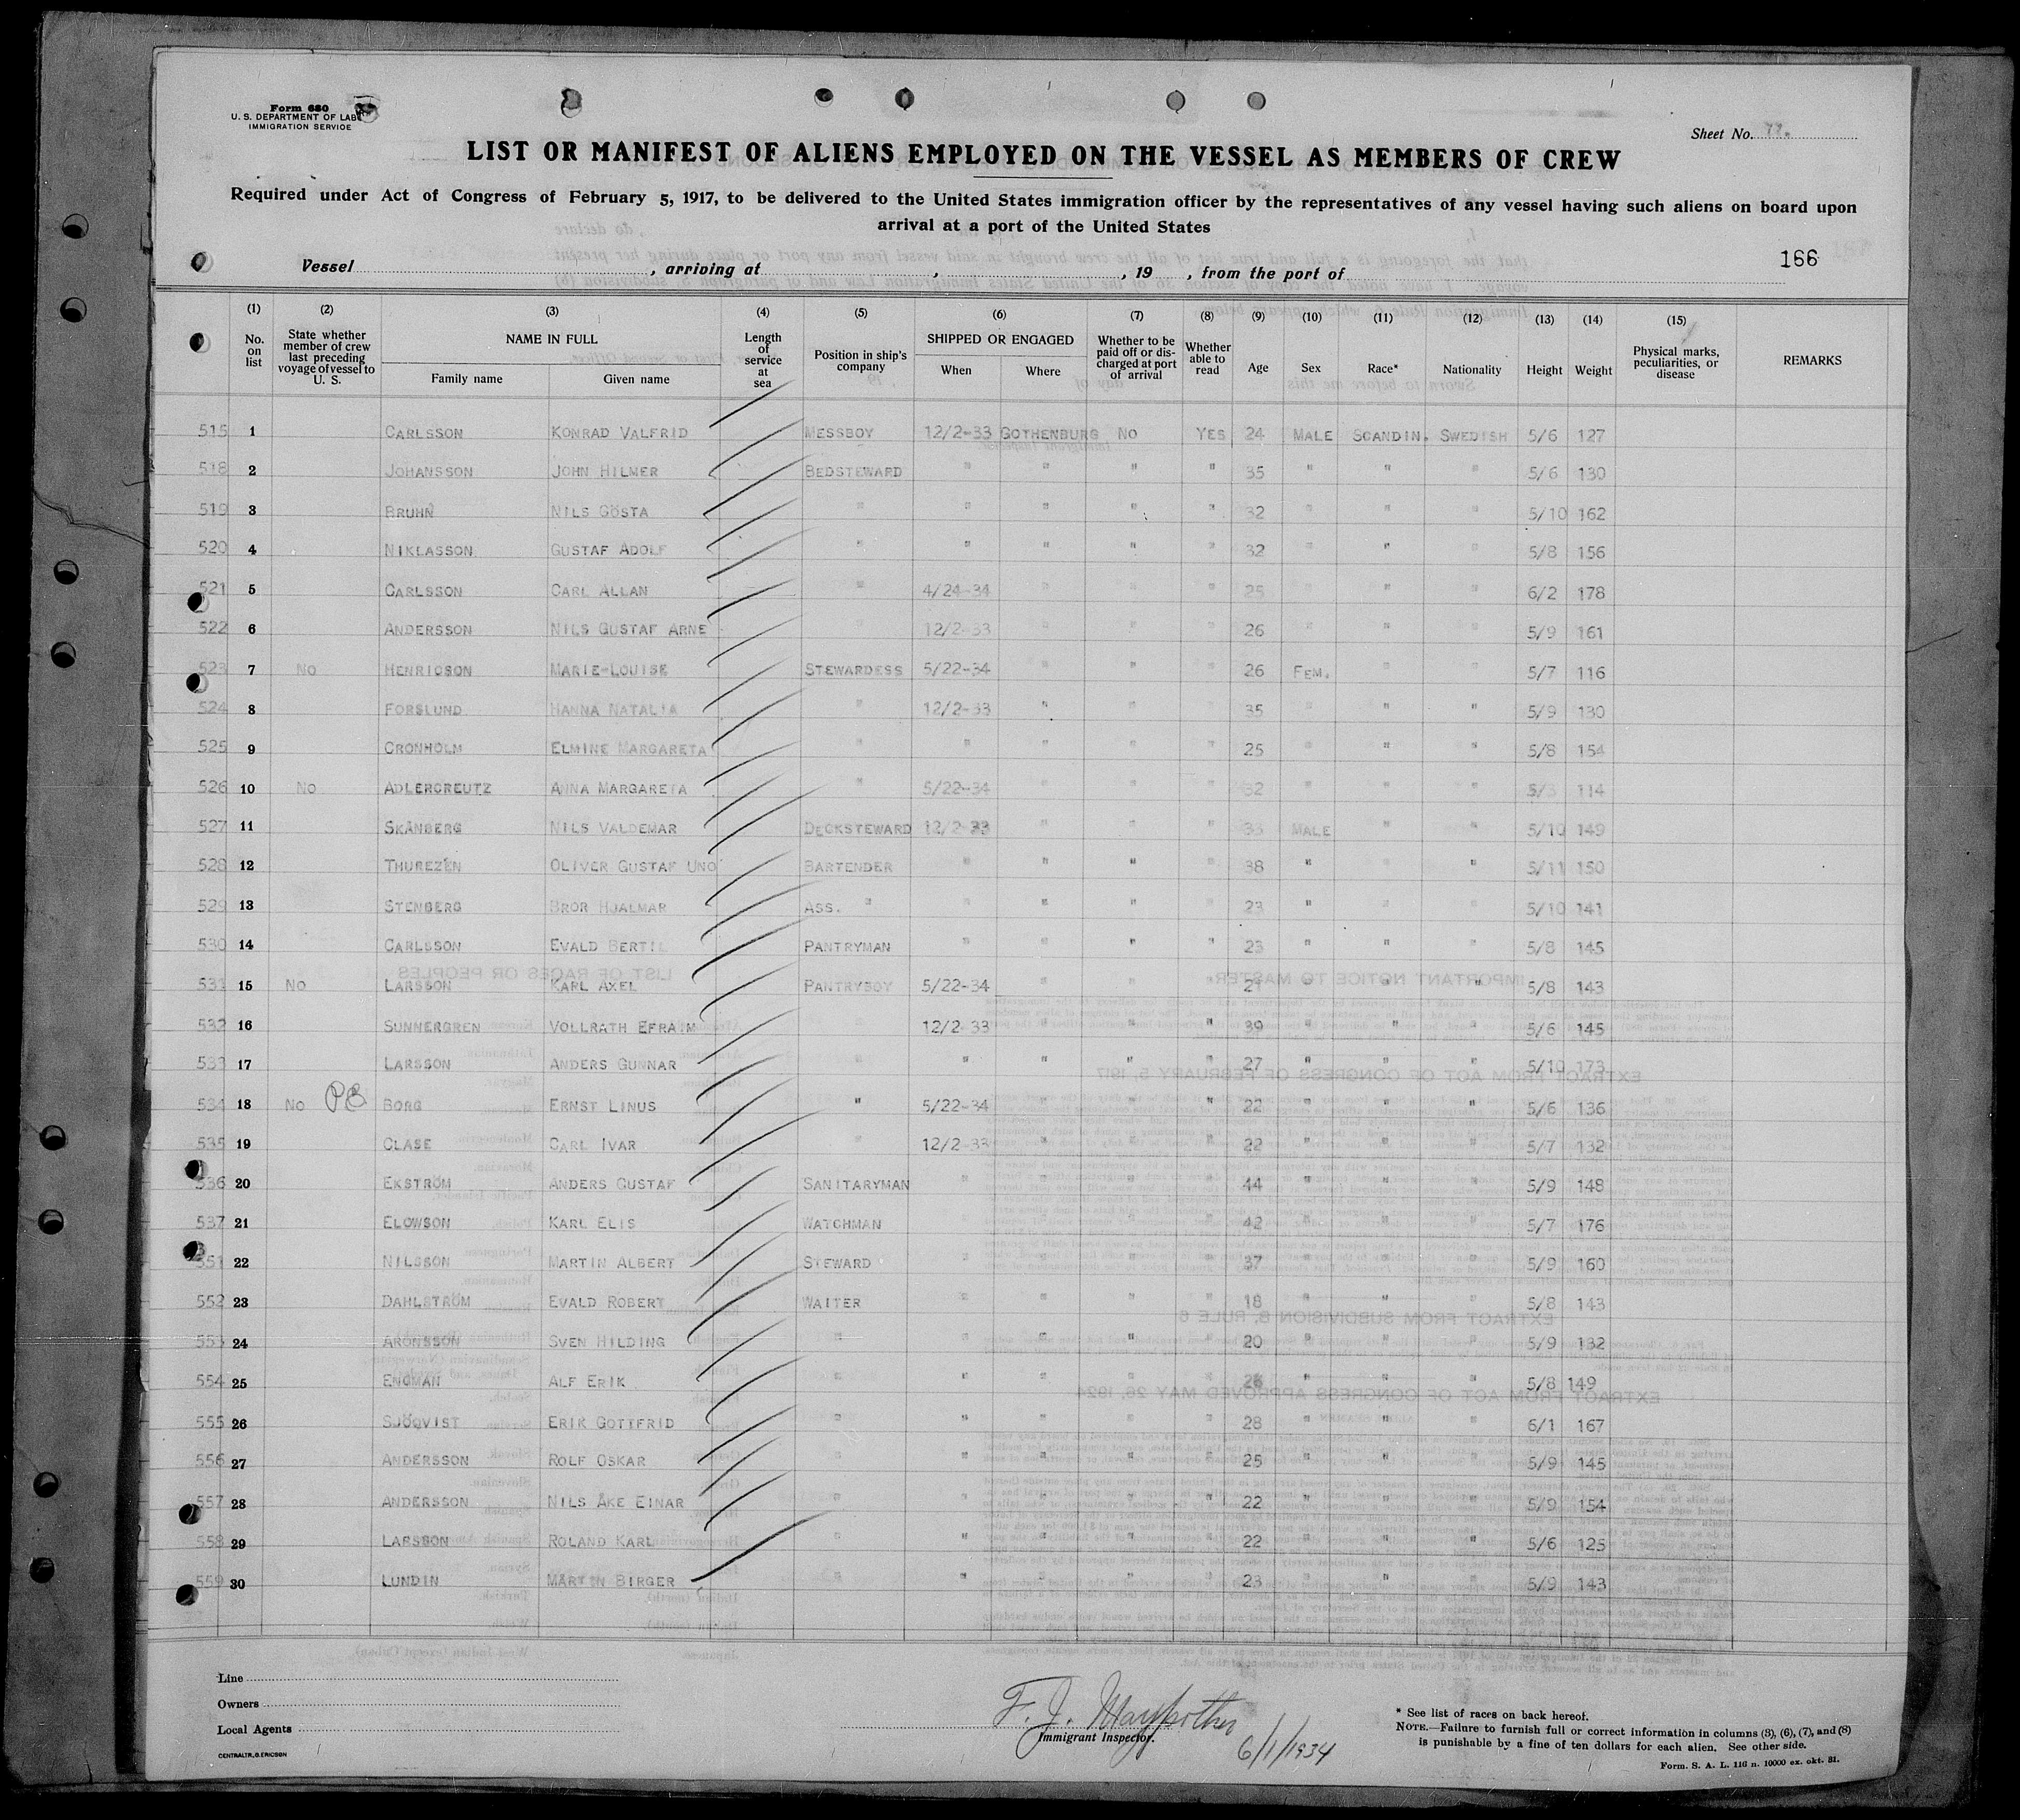 Form 680
U. S. DEPARTMENT OF LAB
IMMIGRATION SERVICE
Sheet No.
LIST OR MANIFEST OF ALIENS EMPLOYED ON THE VESSEL AS MEMBERS OF CREW
Required under Act of Congress of February 5, 1917, to be delivered to the United States immigration officer by the representatives of any vessel having such aliens on board upon
arrival at a port of the United States
166
Vessel , arriving at , , 19 , from the port of
(1) (2) (3) (4) (5) (6) (7) (8) (9) (10) (11) (12) (13) (14) (15)
No. on list State whether member of crew last preceding voyage of vessel to U. S. NAME IN FULL Family name Given name Length of service at sea Position in ship's company SHIPPED OR ENGAGED When Where Whether to be paid off or discharged at port of arrival Whether able to read Age Sex Race* Nationality Height Weight Physical marks, peculiarities, or disease REMARKS
515 1 CARLSSON KONRAD VALFRID MESSBOY 12/2-33 GOTHENBURG NO YES 24 MALE SCANDIN. SWEDISH 5/6 127
518 2 JOHANSSON JOHN HILMER BEDSTEWARD " " " " 35 " " " 5/6 130
519 3 BRUHN NILS GÖSTA " " " " " 32 " " " 5/10 162
520 4 NIKLASSON GUSTAF ADOLF " " " " " 32 " " " 5/8 156
521 5 CARLSSON CARL ALLAN " 4/24-34 " " " 25 " " " 6/2 178
522 6 ANDERSSON NILS GUSTAF ARNE " 12/2-33 " " " 26 " " " 5/9 161
523 7 NO HENRICSON MARIE-LOUISE STEWARDESS 5/22-34 " " " 26 FEM. " " 5/7 116
524 8 FORSLUND HANNA NATALIA " 12/2-33 " " " 35 " " " 5/9 130
525 9 CRONHOLM ELMINE MARGARETA " " " " " 25 " " " 5/8 154
526 10 NO ADLERCREUTZ ANNA MARGARETA " 5/22-34 " " " 32 " " " 114
527 11 SKÅNBERG NILS VALDEMAR DECKSTEWARD 12/2-33 " " " 33 MALE " " 5/10 149
528 12 THUREZÉN OLIVER GUSTAF UNO BARTENDER " " " " 38 " " " 5/11 150
529 13 STENBERG BROR HJALMAR ASS. " " " " " 23 " " " 5/10 141
530 14 CARLSSON EVALD BERTIL PANTRYMAN " " " " 23 " " " 5/8 145
531 15 NO LARSSON KARL AXEL PANTRYBOY 5/22-34 " " " 21 " " " 5/8 143
532 16 SUNNERGREN VOLLRATH EFRAIM " 12/2-33 " " " 39 " " " 5/6 145
533 17 LARSSON ANDERS GUNNAR " " " " " 27 " " " 5/10 173
534 18 NO PB BORG ERNST LINUS " 5/22-34 " " " 22 " " " 5/6 136
535 19 CLASE CARL IVAR " 12/2-33 " " " 22 " " " 5/7 132
536 20 EKSTRÖM ANDERS GUSTAF SANITARYMAN " " " " 44 " " " 5/9 148
537 21 ELOWSON KARL ELIS WATCHMAN " " " " 42 " " " 5/7 176
551 22 NILSSON MARTIN ALBERT STEWARD " " " " 37 " " " 5/9 160
552 23 DAHLSTRÖM EVALD ROBERT WAITER " " " " 18 " " " 5/8 143
553 24 ARONSSON SVEN HILDING " " " " " 20 " " " 5/9 132
554 25 ENGMAN ALF ERIK " " " " " 26 " " " 5/8 149
555 26 SJÖQVIST ERIK GOTTFRID " " " " " 28 " " " 6/1 167
556 27 ANDERSSON ROLF OSKAR " " " " " 25 " " " 5/9 145
557 28 ANDERSSON NILS ÅKE EINAR " " " " " 22 " " " 5/9 154
558 29 LARSSON ROLAND KARL " " " " " 22 " " " 5/6 125
559 30 LUNDIN MÅRTEN BIRGER " " " " " 23 " " " 5/9 143
Line
Owners
Local Agents
CENTRALTR., G. ERICSON
F. J.
Immigrant Inspector.
6/1/1934
* See list of races on back hereof.
NOTE.—Failure to furnish full or correct information in columns (3), (6), (7), and (8)
is punishable by a fine of ten dollars for each alien. See other side.
Form. S. A. L. 116 n. 10000 ex. okt. 31.